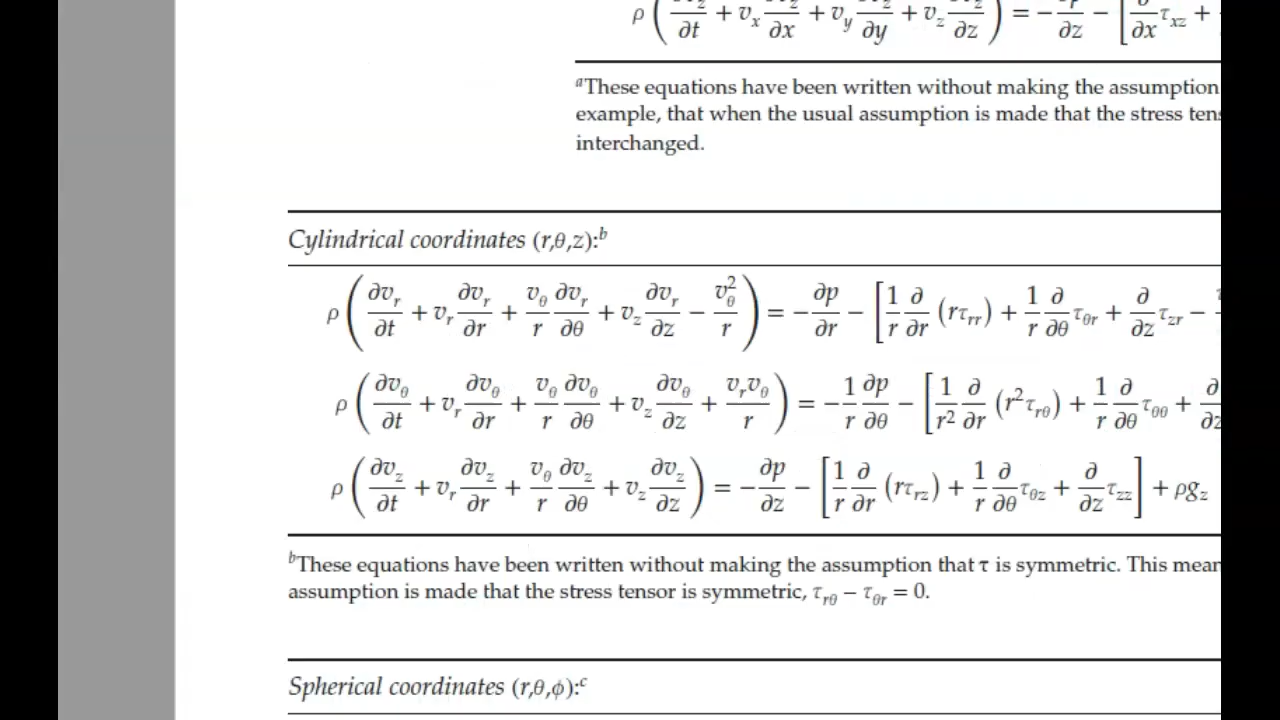 ρ(∂t + v_x ∂x + v_y ∂y + v_z ∂z) = −∂z − [∂x τ_xz +
ᵃThese equations have been written without making the assumption
example, that when the usual assumption is made that the stress
interchanged.
Cylindrical coordinates (r,θ,z):ᵇ
ρ(∂v_r/∂t + v_r ∂v_r/∂r + v_θ/r ∂v_r/∂θ + v_z ∂v_r/∂z − v_θ²/r) = −∂p/∂r − [1/r ∂/∂r (rτ_rr) + 1/r ∂/∂θ τ_θr + ∂/∂z τ_zr −
ρ(∂v_θ/∂t + v_r ∂v_θ/∂r + v_θ/r ∂v_θ/∂θ + v_z ∂v_θ/∂z + v_r v_θ/r) = −1/r ∂p/∂θ − [1/r² ∂/∂r (r²τ_rθ) + 1/r ∂/∂θ τ_θθ + ∂/∂z
ρ(∂v_z/∂t + v_r ∂v_z/∂r + v_θ/r ∂v_z/∂θ + v_z ∂v_z/∂z) = −∂p/∂z − [1/r ∂/∂r (rτ_rz) + 1/r ∂/∂θ τ_θz + ∂/∂z τ_zz] + ρg_z
ᵇThese equations have been written without making the assumption that τ is symmetric. This
assumption is made that the stress tensor is symmetric, τ_rθ − τ_θr = 0.
Spherical coordinates (r,θ,ϕ):ᶜ